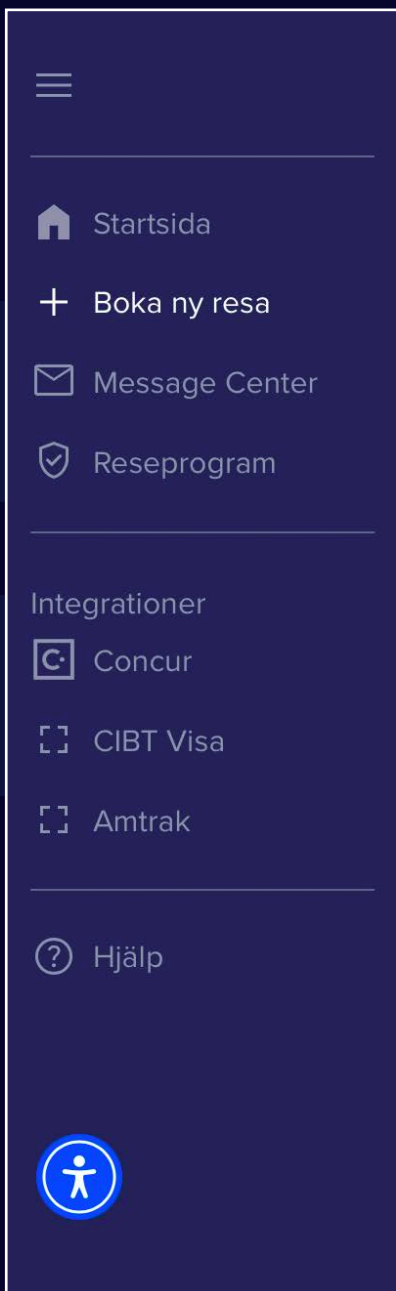 Startsida
Boka ny resa
Message Center
Reseprogram
Integrationer
C. Concur
CIBT Visa
Amtrak
? Hjälp